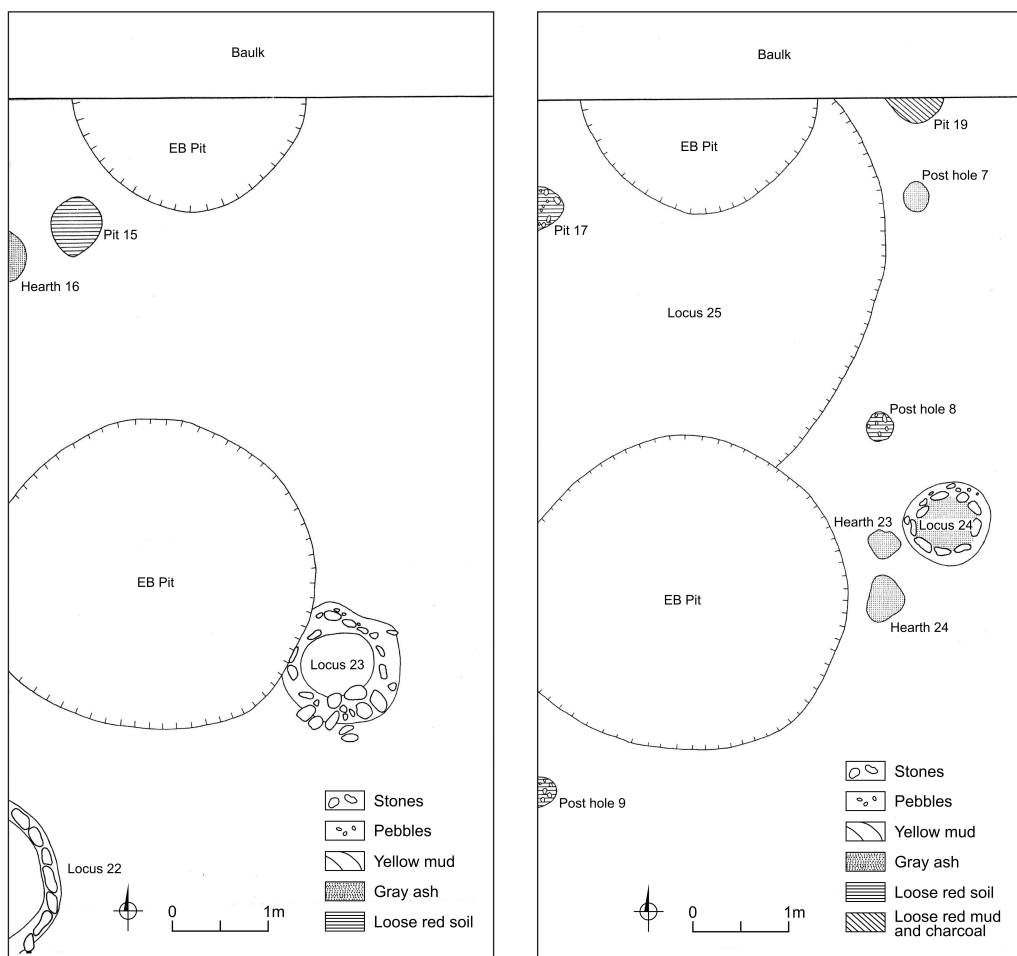 Baulk
EB Pit
Pit 15
Hearth 16
EB Pit
Locus 23
Locus 22
Stones
Pebbles
Yellow mud
Gray ash
Loose red soil
0 1m
Baulk
Pit 19
EB Pit
Post hole 7
Pit 17
Locus 25
Post hole 8
Hearth 23
Locus 24
EB Pit
Hearth 24
Post hole 9
Stones
Pebbles
Yellow mud
Gray ash
Loose red soil
Loose red mud
and charcoal
0 1m